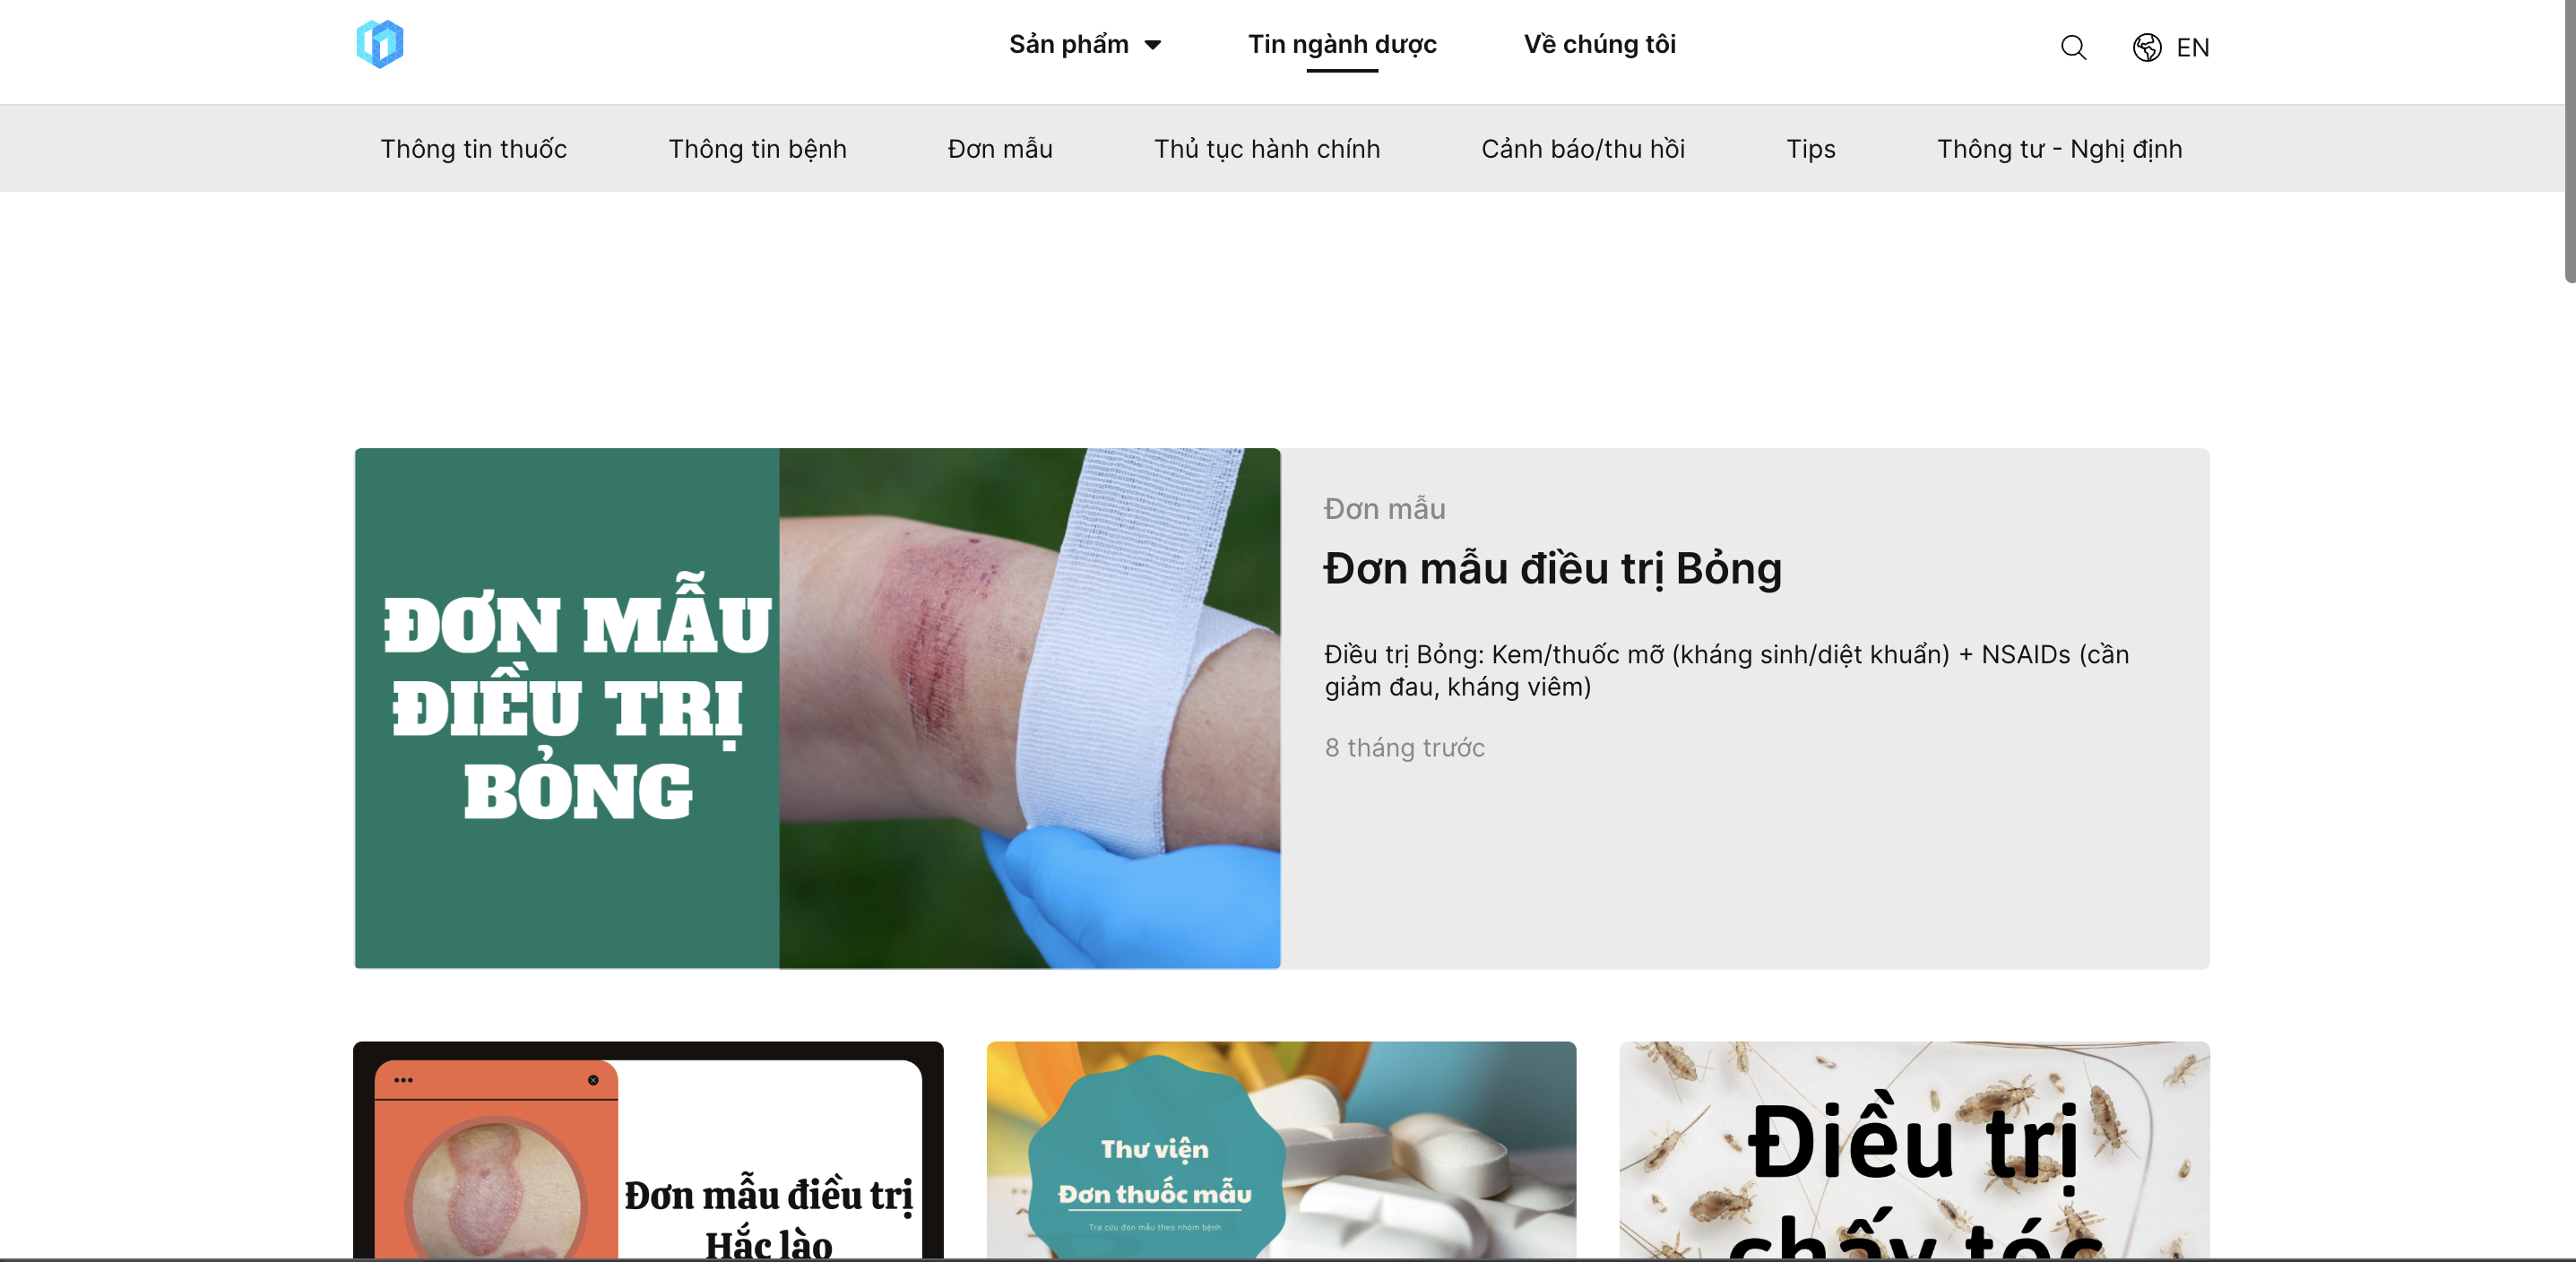 Sản phẩm
Tin ngành dược
Về chúng tôi
EN
Thông tin thuốc
Thông tin bệnh
Đơn mẫu
Thủ tục hành chính
Cảnh báo/thu hồi
Tips
Thông tư - Nghị định
ĐƠN MẪU
ĐIỀU TRỊ
BỎNG
Đơn mẫu
Đơn mẫu điều trị Bỏng
Điều trị Bỏng: Kem/thuốc mỡ (kháng sinh/diệt khuẩn) + NSAIDs (cần
giảm đau, kháng viêm)
8 tháng trước
Đơn mẫu điều trị
Hắc lào
Thư viện
Đơn thuốc mẫu
Tra cứu đơn mẫu theo nhóm bệnh
Điều trị
chấy tóc